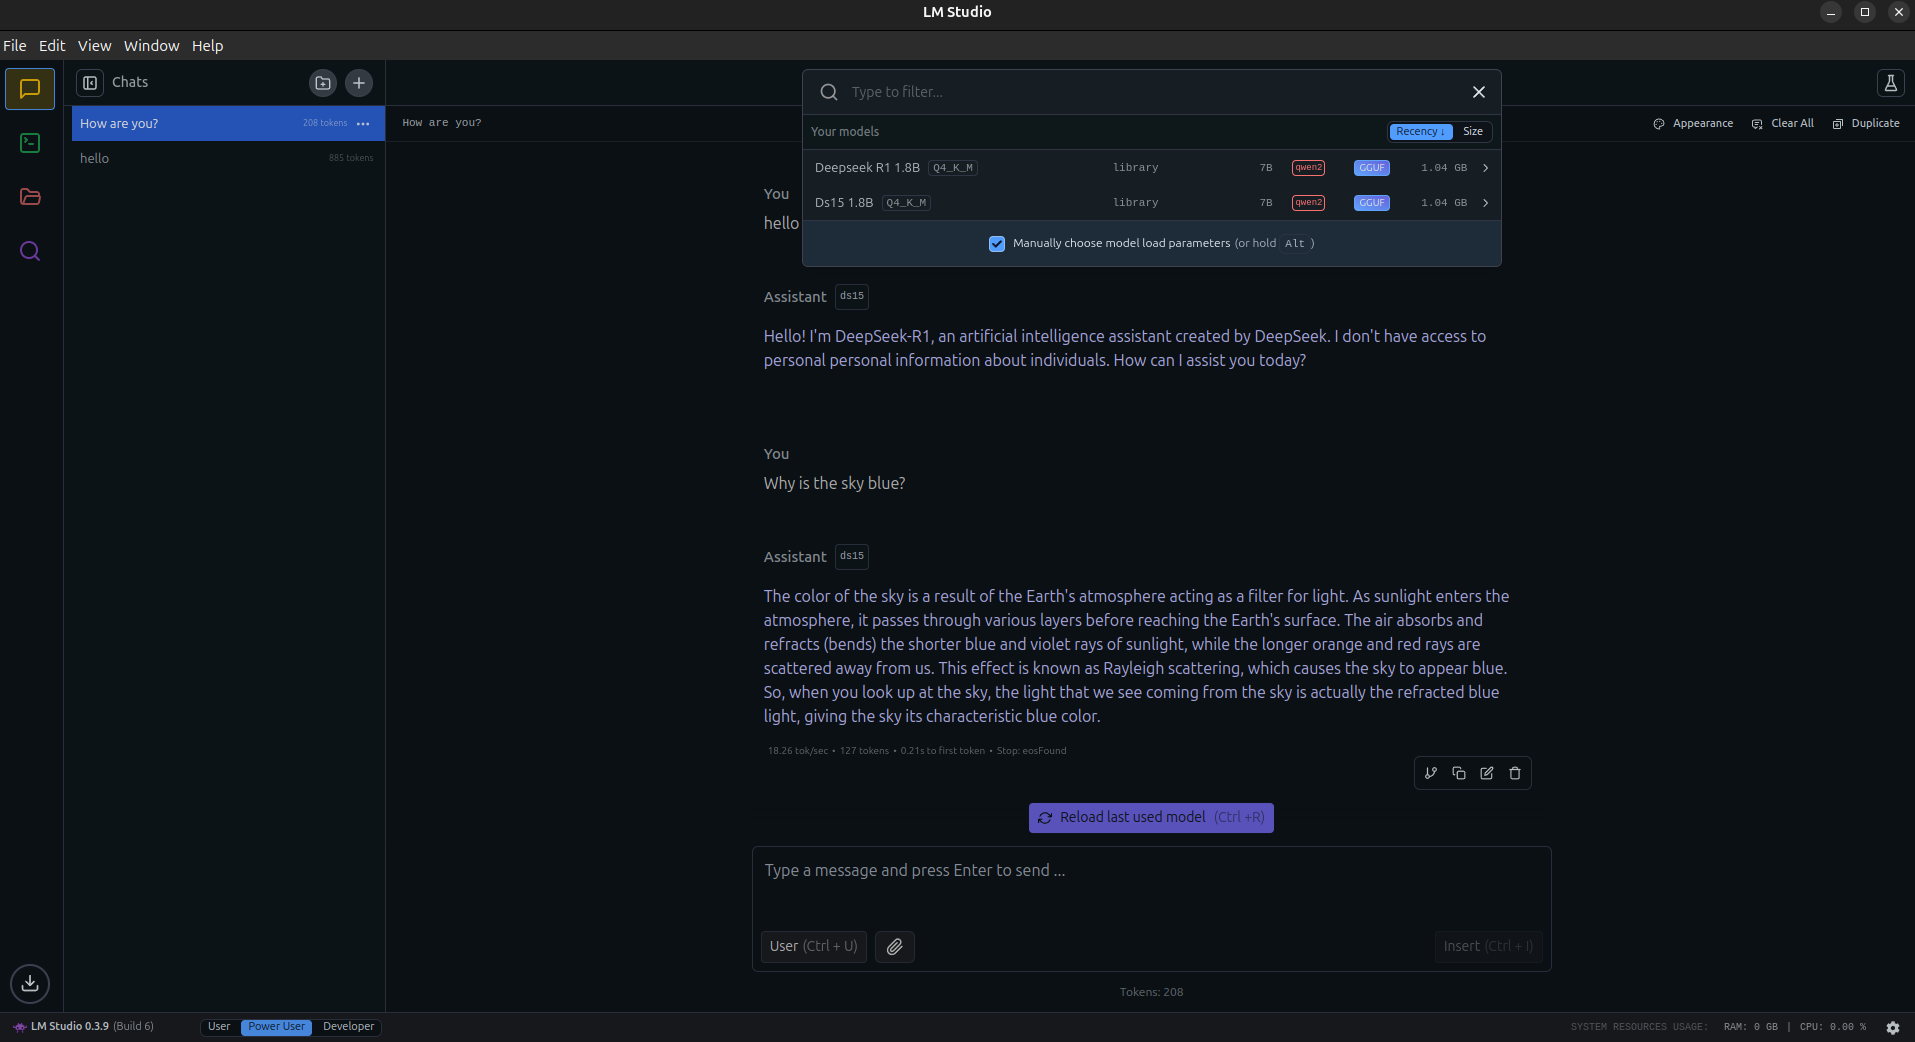 LM Studio
File Edit View Window Help
Chats
Type to filter...
How are you? 208 tokens
hello 885 tokens
How are you?
Appearance Clear All Duplicate
Your models Recency ↓ Size
Deepseek R1 1.8B Q4_K_M library 7B qwen2 GGUF 1.04 GB
Ds15 1.8B Q4_K_M library 7B qwen2 GGUF 1.04 GB
Manually choose model load parameters (or hold Alt )
You
hello
Assistant ds15
Hello! I'm DeepSeek-R1, an artificial intelligence assistant created by DeepSeek. I don't have access to
personal personal information about individuals. How can I assist you today?
You
Why is the sky blue?
Assistant ds15
The color of the sky is a result of the Earth's atmosphere acting as a filter for light. As sunlight enters the
atmosphere, it passes through various layers before reaching the Earth's surface. The air absorbs and
refracts (bends) the shorter blue and violet rays of sunlight, while the longer orange and red rays are
scattered away from us. This effect is known as Rayleigh scattering, which causes the sky to appear blue.
So, when you look up at the sky, the light that we see coming from the sky is actually the refracted blue
light, giving the sky its characteristic blue color.
18.26 tok/sec • 127 tokens • 0.21s to first token • Stop: eosFound
Reload last used model (Ctrl +R)
Type a message and press Enter to send ...
User (Ctrl + U) Insert (Ctrl + I)
Tokens: 208
LM Studio 0.3.9 (Build 6) User Power User Developer SYSTEM RESOURCES USAGE: RAM: 0 GB | CPU: 0.00 %